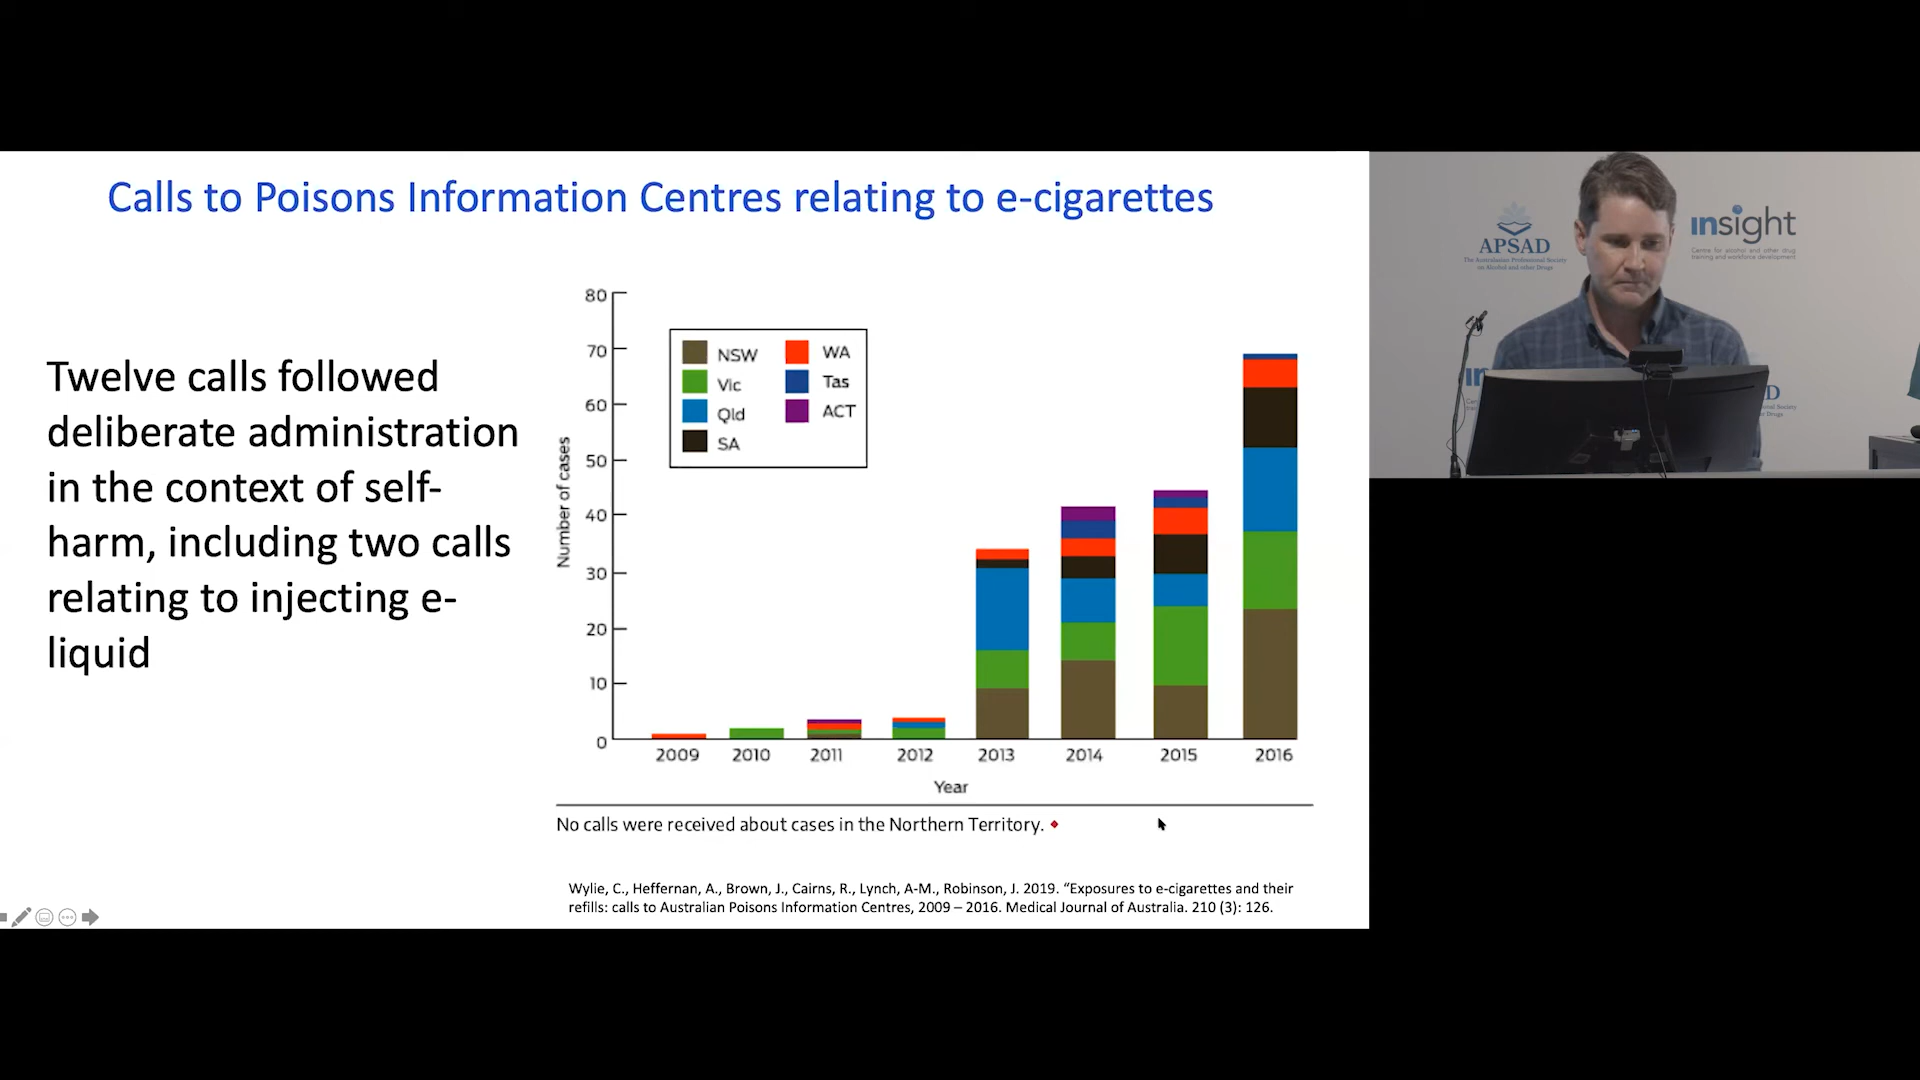 Calls to Poisons Information Centres relating to e-cigarettes
Twelve calls followed
deliberate administration
in the context of self-
harm, including two calls
relating to injecting e-
liquid
80
70
60
50
40
30
20
10
0
Number of cases
NSW
Vic
Qld
SA
WA
Tas
ACT
2009 2010 2011 2012 2013 2014 2015 2016
Year
No calls were received about cases in the Northern Territory.
Wylie, C., Heffernan, A., Brown, J., Cairns, R., Lynch, A-M., Robinson, J. 2019. “Exposures to e-cigarettes and their
refills: calls to Australian Poisons Information Centres, 2009 – 2016. Medical Journal of Australia. 210 (3): 126.
APSAD
The Australasian Professional Society
on Alcohol and other Drugs
insight
Centre for alcohol and other drug
training and workforce development
in
D